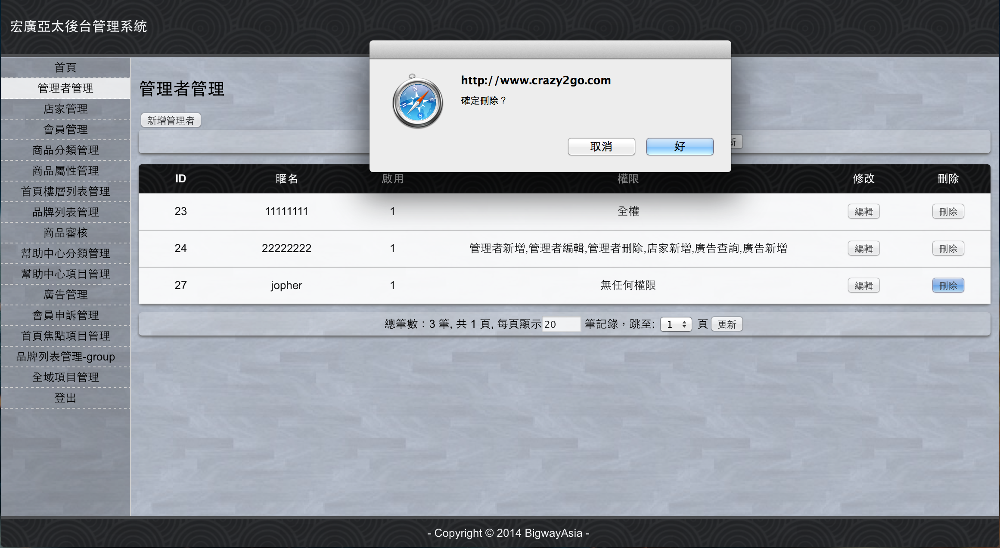 宏廣亞太後台管理系統
http://www.crazy2go.com
確定刪除？
取消
好
首頁
管理者管理
店家管理
會員管理
商品分類管理
商品屬性管理
首頁樓層列表管理
品牌列表管理
商品審核
幫助中心分類管理
幫助中心項目管理
廣告管理
會員申訴管理
首頁焦點項目管理
品牌列表管理-group
全域項目管理
登出
管理者管理
新增管理者
新
ID 暱名 啟用 權限 修改 刪除
23 11111111 1 全權 編輯 刪除
24 22222222 1 管理者新增,管理者編輯,管理者刪除,店家新增,廣告查詢,廣告新增 編輯 刪除
27 jopher 1 無任何權限 編輯 刪除
總筆數：3 筆, 共 1 頁, 每頁顯示 20 筆記錄，跳至: 1 頁 更新
- Copyright © 2014 BigwayAsia -